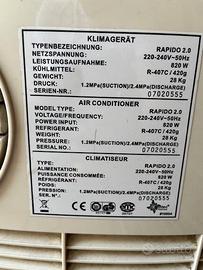 KLIMAGERÄT
TYPENBEZEICHNUNG: RAPIDO 2.0
NETZSPANNUNG: 220-240V~50Hz
LEISTUNGSAUFNAHME: 820 W
KÜHLMITTEL: R-407C / 420g
GEWICHT: 28 Kg
DRUCK: 1.2MPa(SUCTION)/2.4MPa(DISCHARGE)
SERIAL NO.: 07020555
AIR CONDITIONER
MODEL TYPE: RAPIDO 2.0
VOLTAGE/FREQUENCY: 220-240V~50Hz
POWER INPUT: 820 W
REFRIGERANT: R-407C / 420g
WEIGHT: 28 Kg
PRESSURE: 1.2MPa(SUCTION)/2.4MPa(DISCHARGE)
SERIAL NO.: 07020555
CLIMATISEUR
TYPE: RAPIDO 2.0
ALIMENTATION: 220-240V~50Hz
PUISSANCE CONSOMMÉE: 820 W
REFRIGERANT: R-407C / 420g
POIDS: 28 Kg
PRESSION: 1.2MPa(SUCTION)/2.4MPa(DISCHARGE)
SER. N.: 07020555